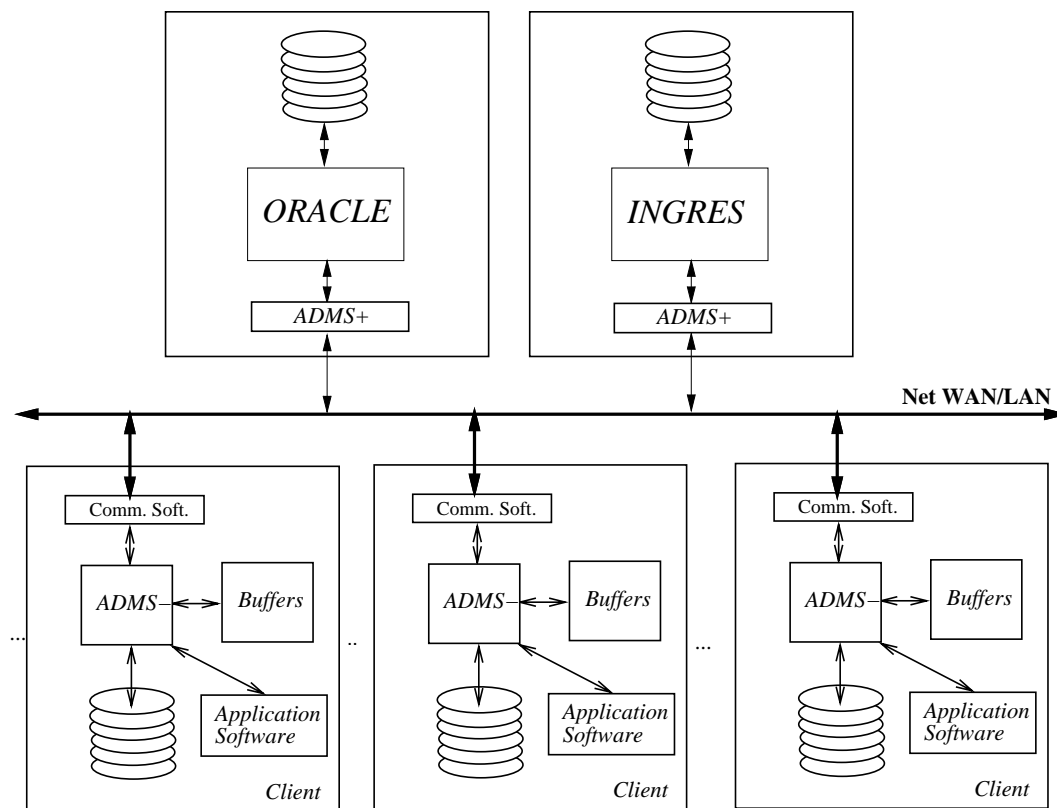 ORACLE
INGRES
ADMS+
ADMS+
Net WAN/LAN
Comm. Soft.
Comm. Soft.
Comm. Soft.
ADMS–
Buffers
ADMS–
Buffers
ADMS–
Buffers
...
..
...
Application
Software
Application
Software
Application
Software
Client
Client
Client